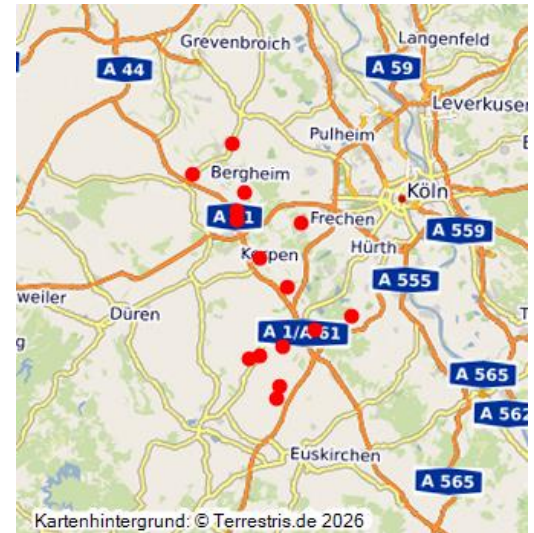 Grevenbroich
Langenfeld
A 44
A 59
Leverkusen
Pulheim
Bergheim
Köln
Frechen
A 559
Hürth
A 555
weiler
Düren
A 565
A 562
Euskirchen
A 565
Kartenhintergrund: © Terrestris.de 2026